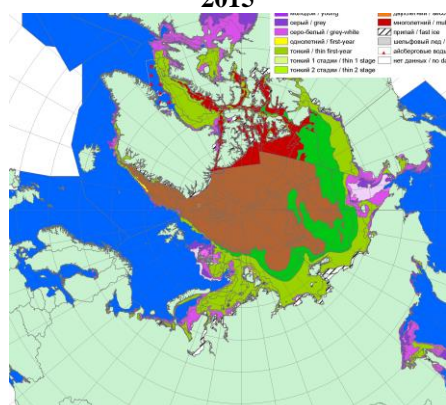 2015
молодой / young
серый / grey
серо-белый / grey-white
однолетний / first-year
тонкий / thin first-year
тонкий 1 стадии / thin 1 stage
тонкий 2 стадии / thin 2 stage
припай / fast ice
шельфовый лед /
айсберговые воды
нет данных / no da